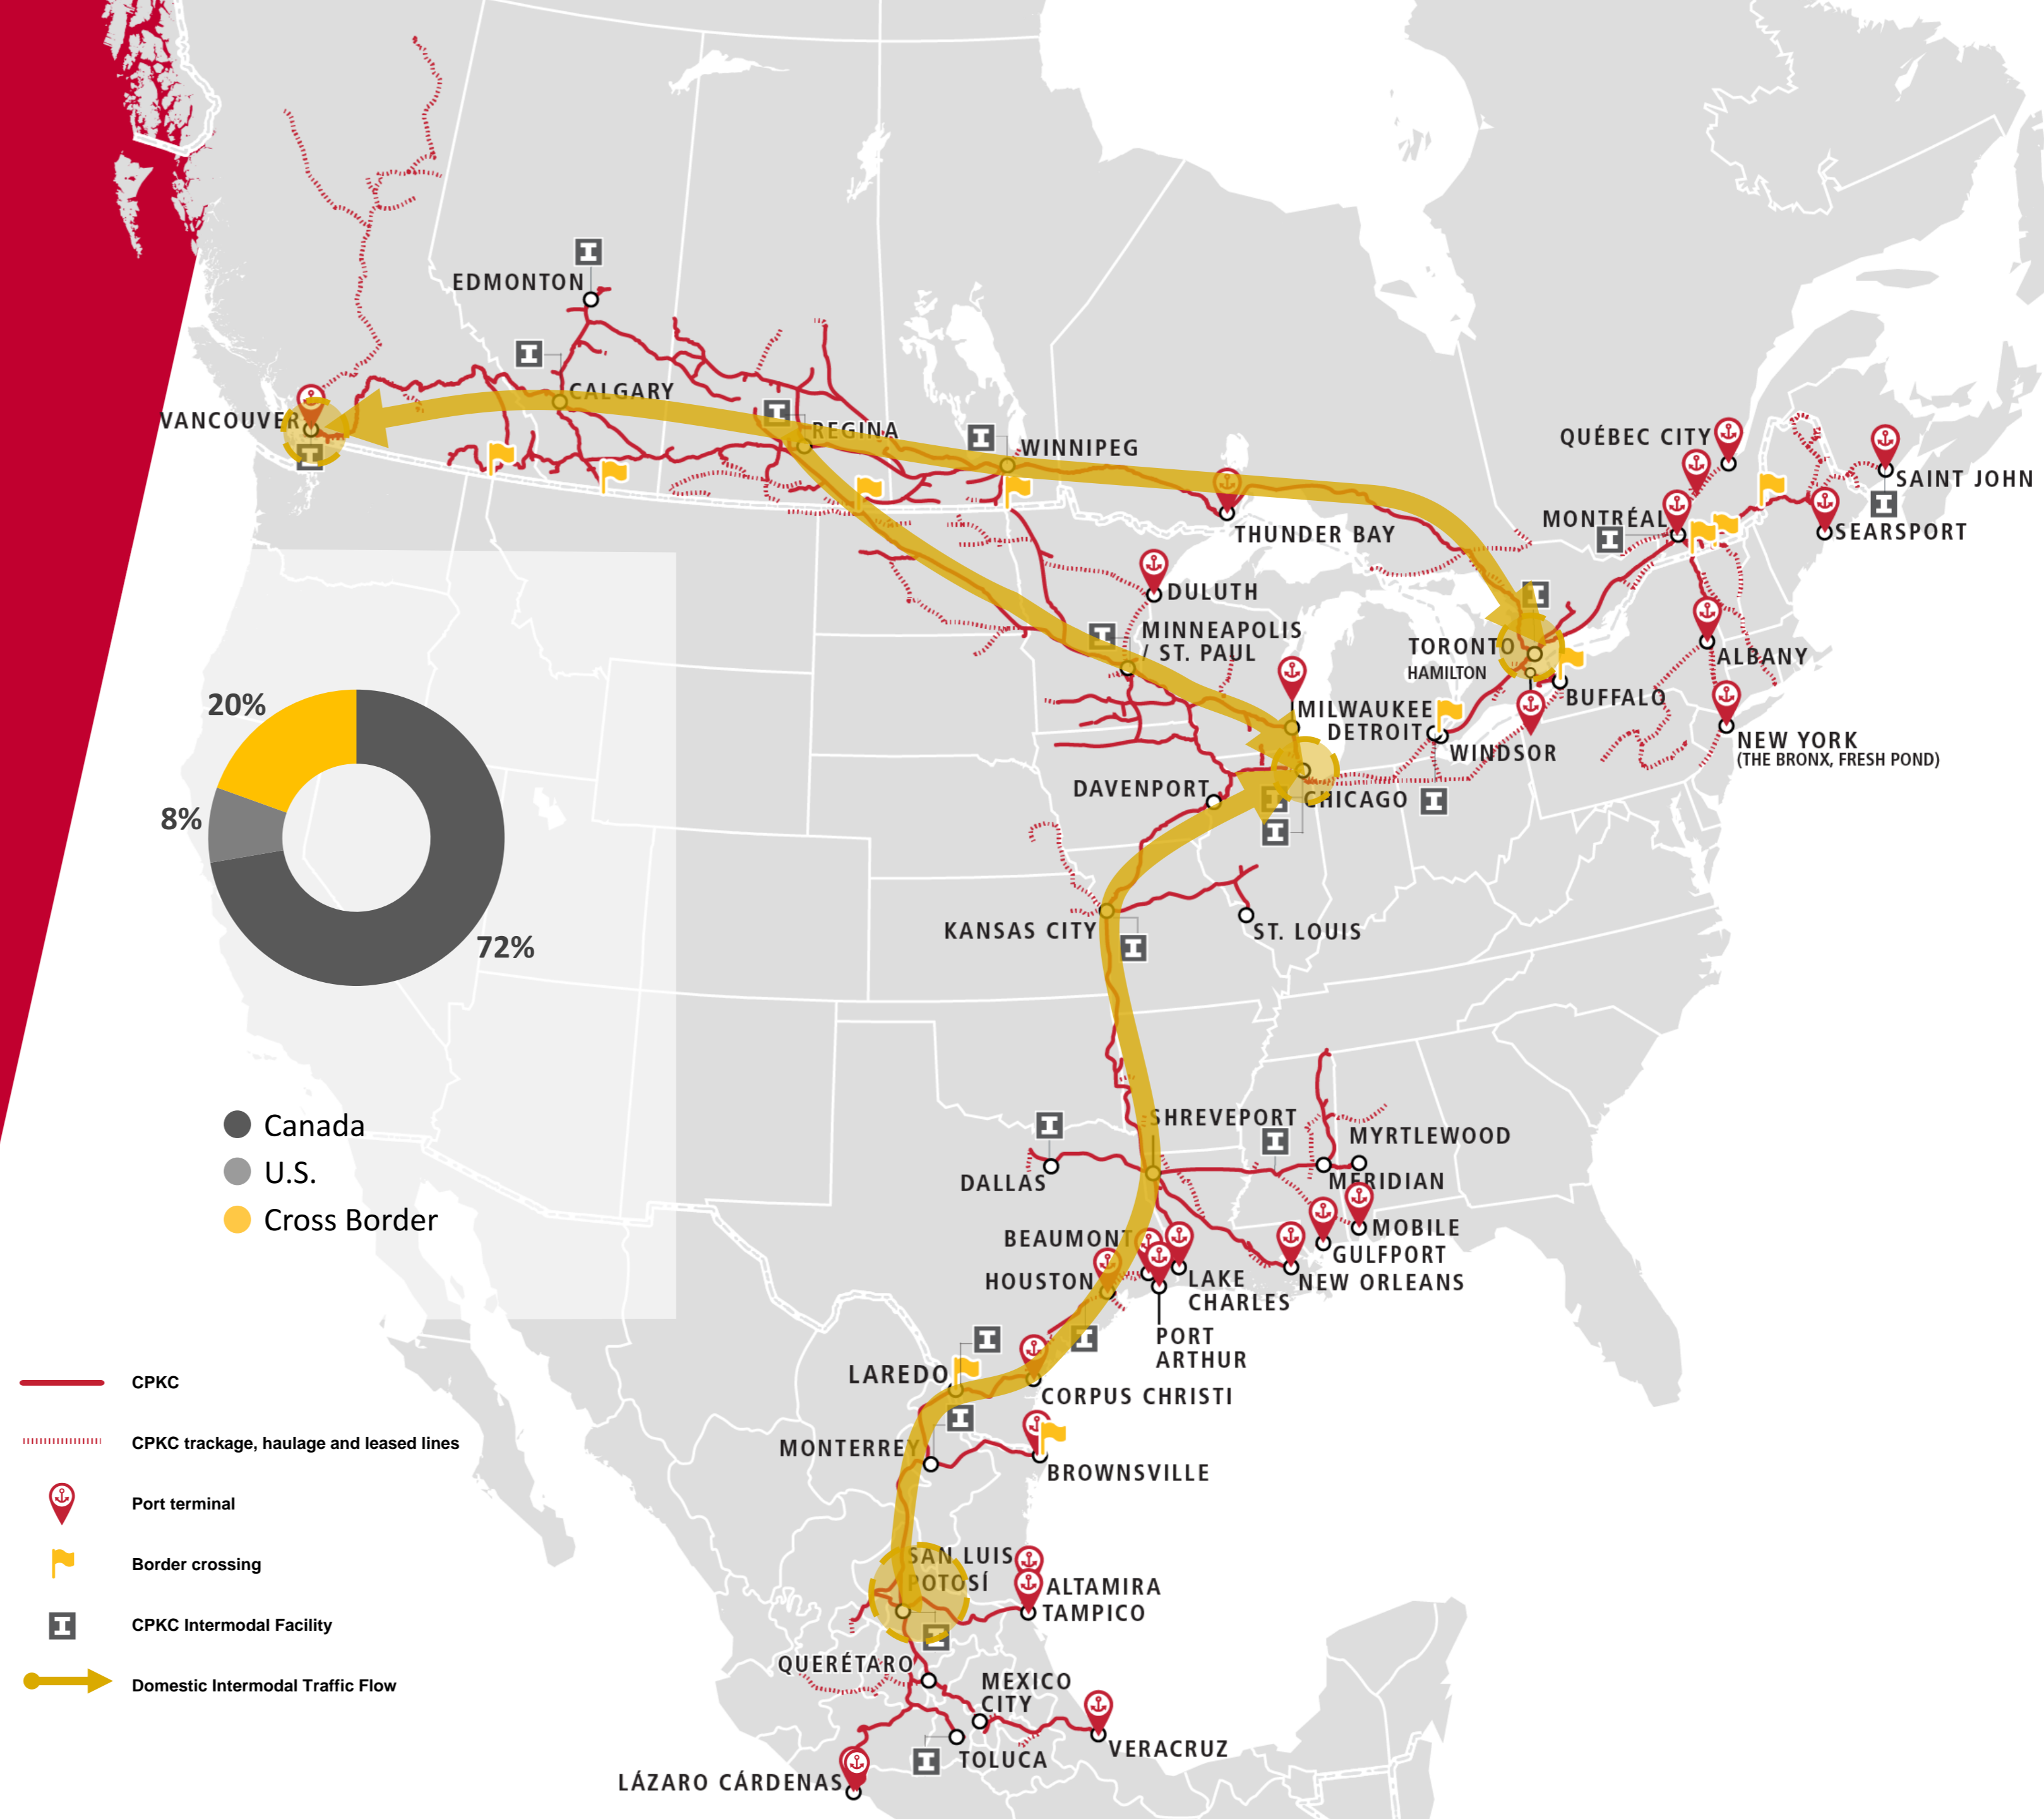 EDMONTON
CALGARY
VANCOUVER
REGINA
WINNIPEG
QUÉBEC CITY
SAINT JOHN
THUNDER BAY
MONTRÉAL
SEARSPORT
DULUTH
MINNEAPOLIS
/ ST. PAUL
TORONTO
HAMILTON
ALBANY
BUFFALO
MILWAUKEE
DETROIT
WINDSOR
NEW YORK
(THE BRONX, FRESH POND)
DAVENPORT
CHICAGO
20%
8%
72%
KANSAS CITY
ST. LOUIS
Canada
U.S.
Cross Border
SHREVEPORT
MYRTLEWOOD
DALLAS
MERIDIAN
MOBILE
BEAUMONT
GULFPORT
HOUSTON
LAKE
CHARLES
NEW ORLEANS
PORT
ARTHUR
LAREDO
CORPUS CHRISTI
MONTERREY
BROWNSVILLE
SAN LUIS
POTOSÍ
ALTAMIRA
TAMPICO
QUERÉTARO
MEXICO
CITY
VERACRUZ
TOLUCA
LÁZARO CÁRDENAS
CPKC
CPKC trackage, haulage and leased lines
Port terminal
Border crossing
I
CPKC Intermodal Facility
Domestic Intermodal Traffic Flow